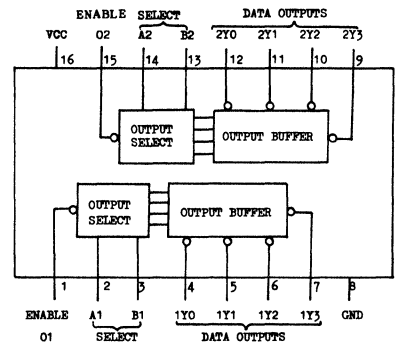 ENABLE SELECT DATA OUTPUTS
VCC O2 A2 B2 2Y0 2Y1 2Y2 2Y3
16 15 14 13 12 11 10 9
OUTPUT SELECT
OUTPUT BUFFER
OUTPUT SELECT
OUTPUT BUFFER
1 2 3 4 5 6 7 8
ENABLE A1 B1 1Y0 1Y1 1Y2 1Y3 GND
O1 SELECT DATA OUTPUTS